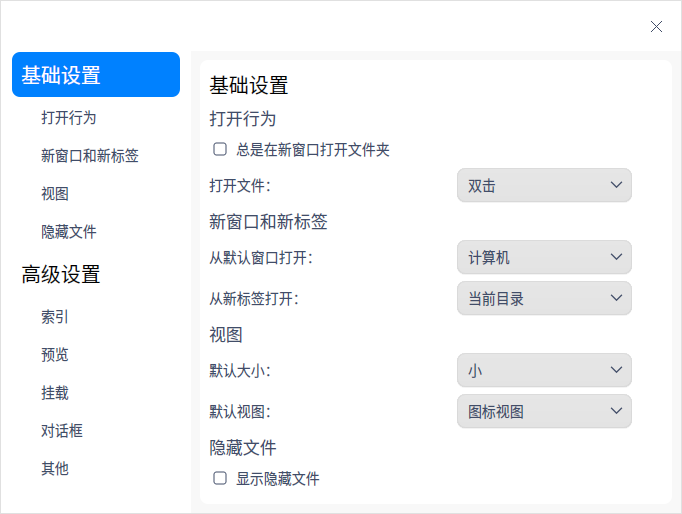 基础设置
打开行为
新窗口和新标签
视图
隐藏文件
高级设置
索引
预览
挂载
对话框
其他
基础设置
打开行为
总是在新窗口打开文件夹
打开文件： 双击
新窗口和新标签
从默认窗口打开： 计算机
从新标签打开： 当前目录
视图
默认大小： 小
默认视图： 图标视图
隐藏文件
显示隐藏文件